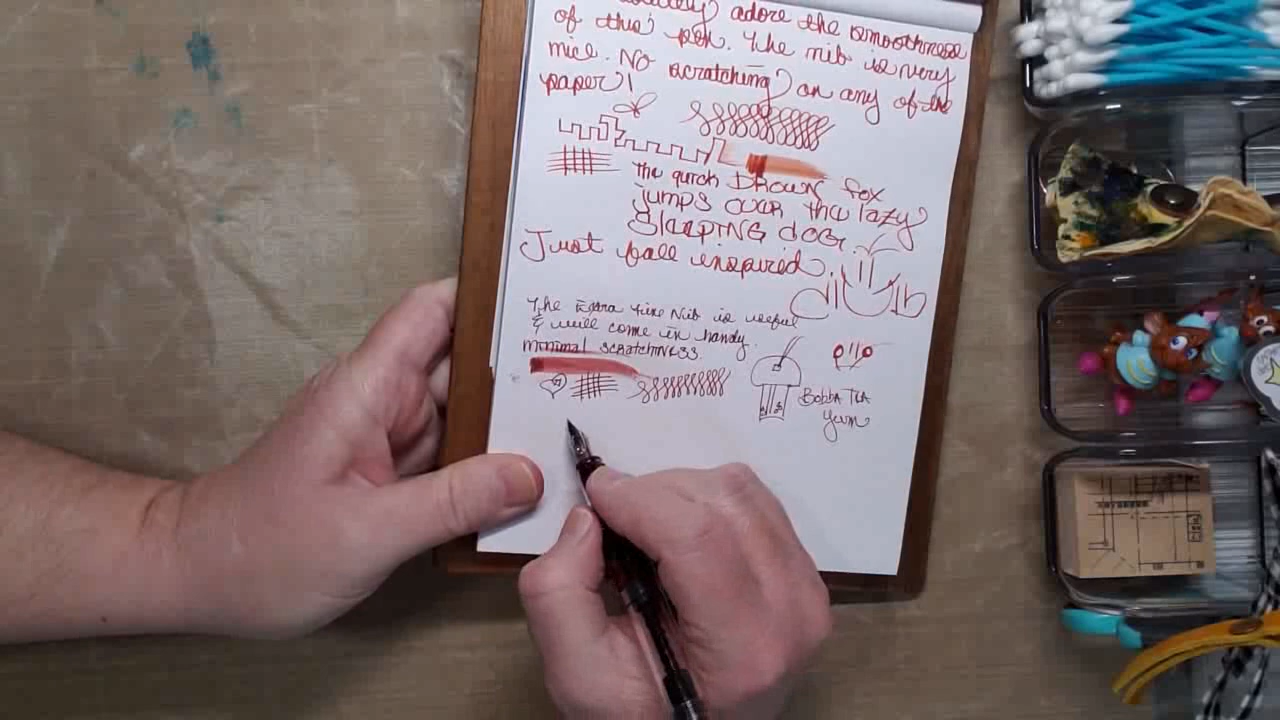 adore the smoothness
of this pen. The nib is very
nice. No scratching on any of the
paper!
The quick BROWN fox
jumps over the lazy
SleePING dOG.
Just fall inspired.
The Extra Fine Nib is useful
& will come in handy.
minimal scratchiness.
Bobba Tea
Yum